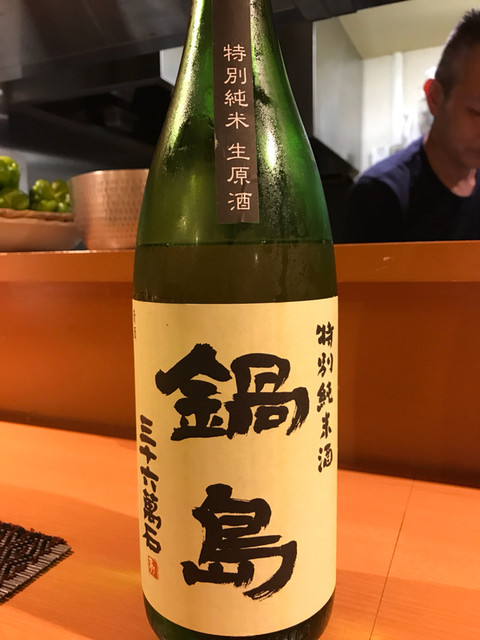 特別純米 生原酒
特別純米酒
鍋島
三十六萬石